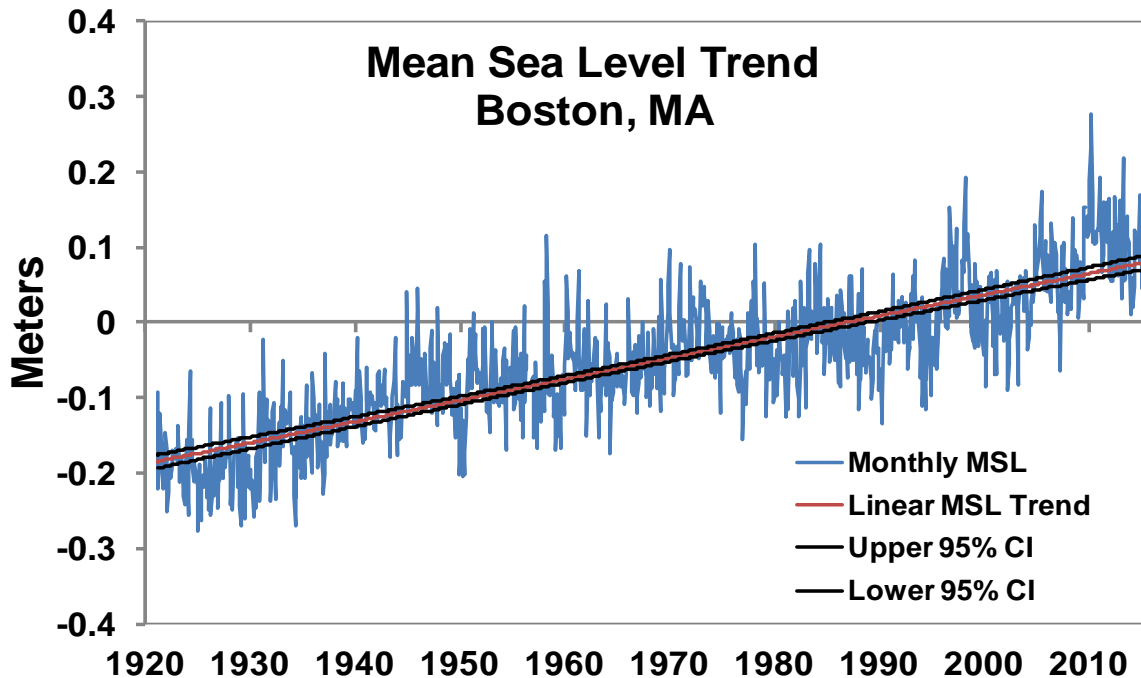 Mean Sea Level Trend
Boston, MA
Meters
0.4
0.3
0.2
0.1
0
-0.1
-0.2
-0.3
-0.4
Monthly MSL
Linear MSL Trend
Upper 95% CI
Lower 95% CI
1920 1930 1940 1950 1960 1970 1980 1990 2000 2010